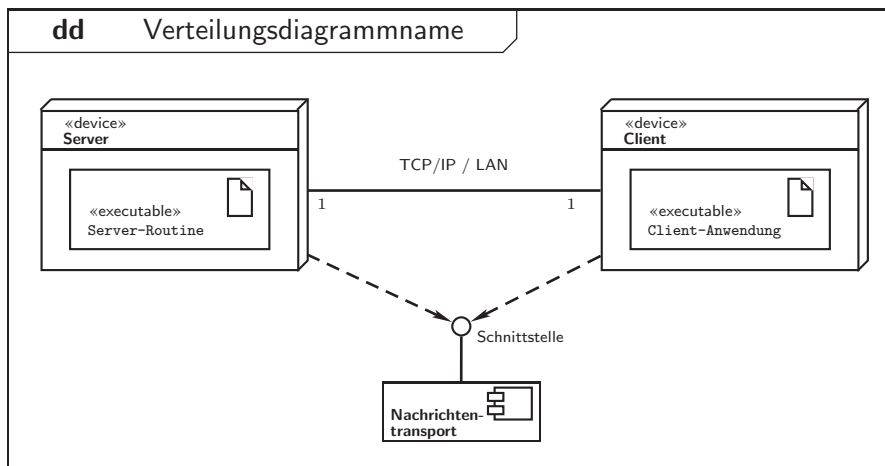 dd Verteilungsdiagrammname
«device»
Server
«executable»
Server-Routine
TCP/IP / LAN
1
1
«device»
Client
«executable»
Client-Anwendung
Schnittstelle
Nachrichten-
transport